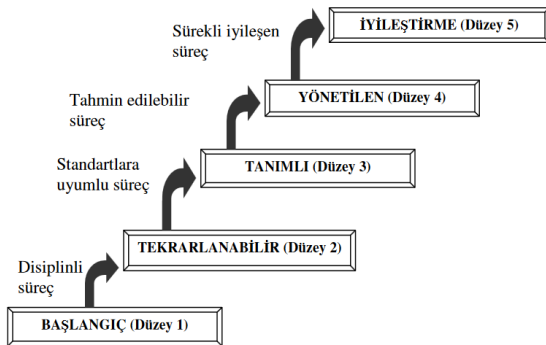 Sürekli iyileşen
süreç
İYİLEŞTİRME (Düzey 5)
Tahmin edilebilir
süreç
YÖNETİLEN (Düzey 4)
Standartlara
uyumlu süreç
TANIMLI (Düzey 3)
TEKRARLANABİLİR (Düzey 2)
Disiplinli
süreç
BAŞLANGIÇ (Düzey 1)